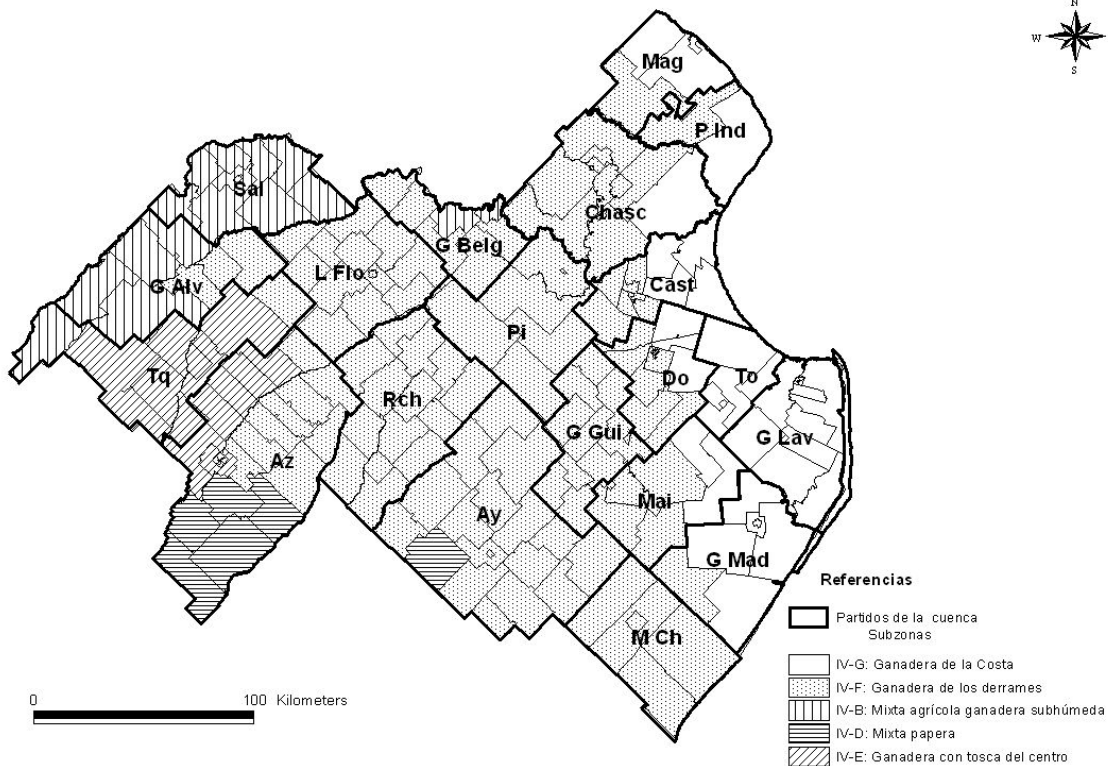 N
W
S
Mag
P Ind
Sal
Chasc
G Belg
G Alv
L Flo
Cast
Pi
Tq
Rch
Do
To
G Gui
G Lav
Az
Mai
Ay
G Mad
M Ch
Referencias
Partidos de la cuenca
Subzonas
IV-G: Ganadera de la Costa
IV-F: Ganadera de los derrames
IV-B: Mixta agrícola ganadera subhúmeda
IV-D: Mixta papera
IV-E: Ganadera con tosca del centro
0 100 Kilometers